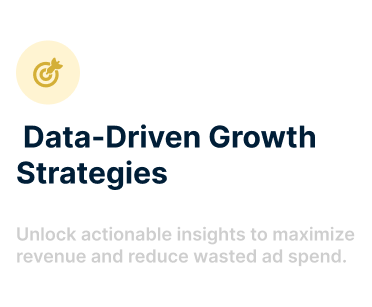 Data-Driven Growth
Strategies
Unlock actionable insights to maximize
revenue and reduce wasted ad spend.